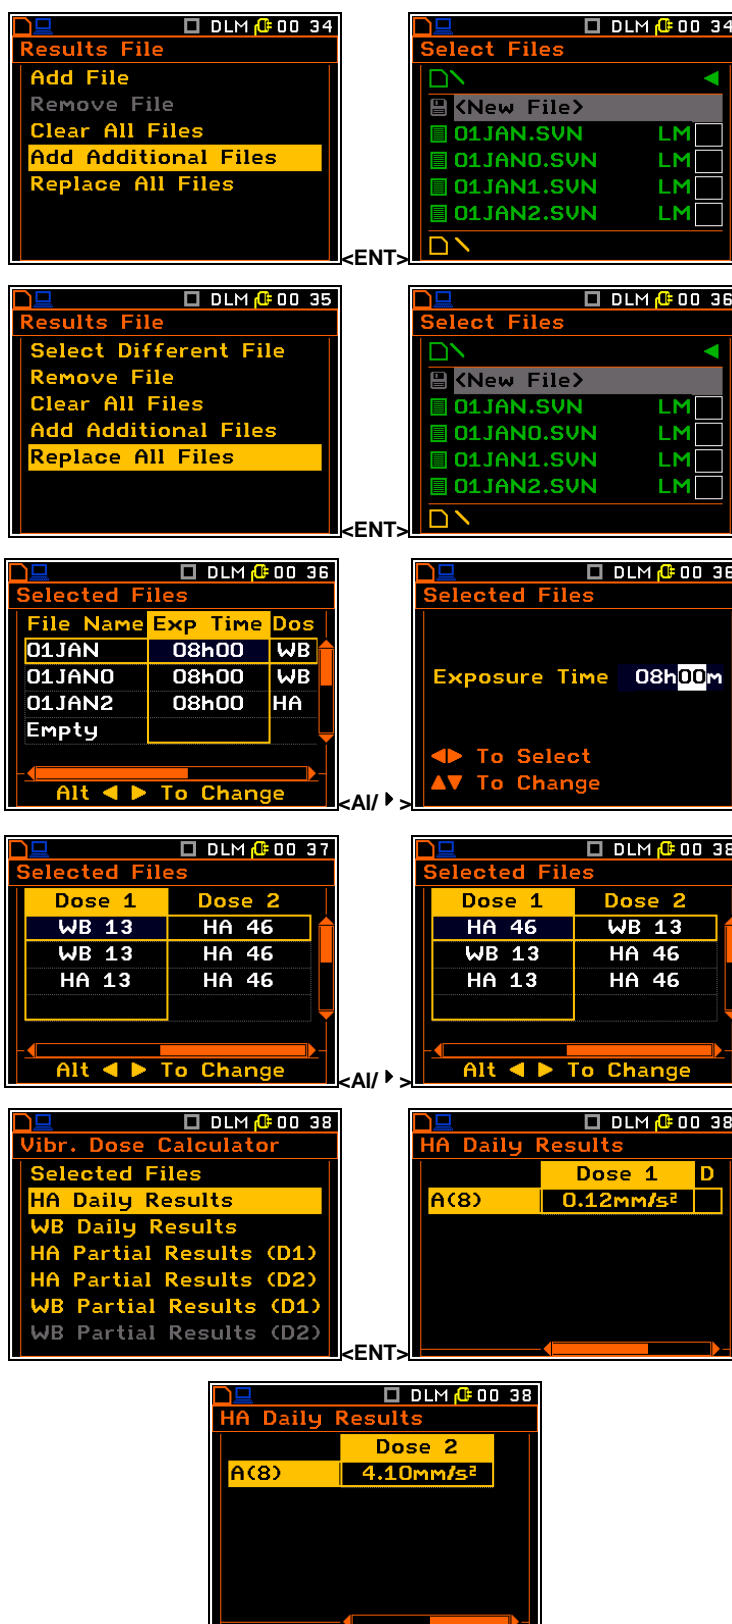 DLM 00 34
Results File
Add File
Remove File
Clear All Files
Add Additional Files
Replace All Files
<ENT>
DLM 00 34
Select Files
\
<New File>
01JAN.SVN LM
01JAN0.SVN LM
01JAN1.SVN LM
01JAN2.SVN LM
\
DLM 00 35
Results File
Select Different File
Remove File
Clear All Files
Add Additional Files
Replace All Files
<ENT>
DLM 00 36
Select Files
\
<New File>
01JAN.SVN LM
01JAN0.SVN LM
01JAN1.SVN LM
01JAN2.SVN LM
\
DLM 00 36
Selected Files
File Name Exp Time Dos
01JAN 08h00 WB
01JAN0 08h00 WB
01JAN2 08h00 HA
Empty
Alt ◀ ▶ To Change
<Al/ ▶ >
DLM 00 36
Selected Files
Exposure Time 08h00m
◀▶ To Select
▲▼ To Change
DLM 00 37
Selected Files
Dose 1 Dose 2
WB 13 HA 46
WB 13 HA 46
HA 13 HA 46
Alt ◀ ▶ To Change
<Al/ ▶ >
DLM 00 38
Selected Files
Dose 1 Dose 2
HA 46 WB 13
WB 13 HA 46
HA 13 HA 46
Alt ◀ ▶ To Change
DLM 00 38
Vibr. Dose Calculator
Selected Files
HA Daily Results
WB Daily Results
HA Partial Results (D1)
HA Partial Results (D2)
WB Partial Results (D1)
WB Partial Results (D2)
<ENT>
DLM 00 38
HA Daily Results
Dose 1 D
A(8) 0.12mm/s²
DLM 00 38
HA Daily Results
Dose 2
A(8) 4.10mm/s²